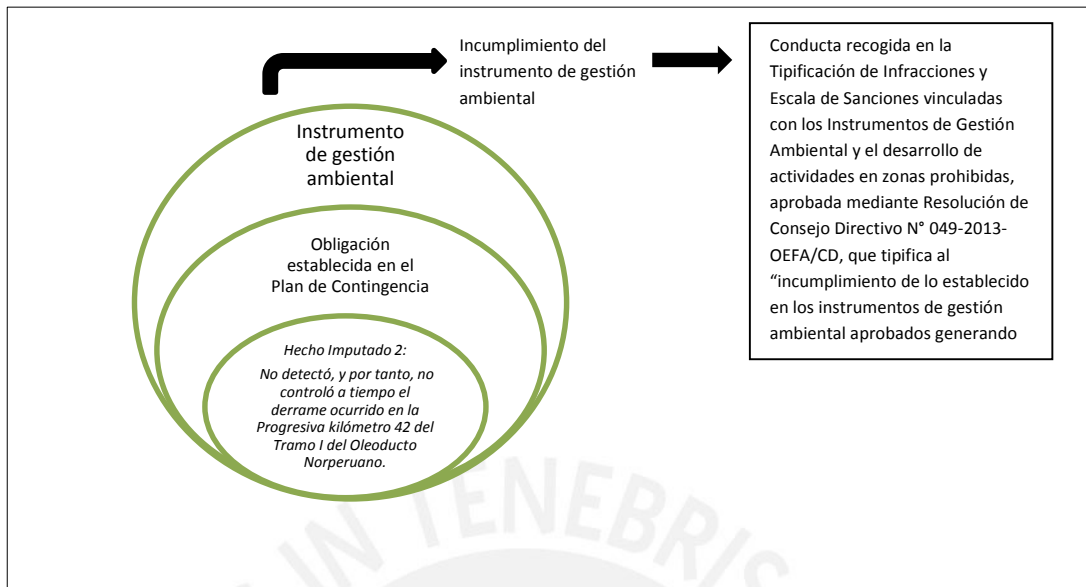 Incumplimiento del
instrumento de gestión
ambiental
Conducta recogida en la
Tipificación de Infracciones y
Escala de Sanciones vinculadas
con los Instrumentos de Gestión
Ambiental y el desarrollo de
actividades en zonas prohibidas,
aprobada mediante Resolución de
Consejo Directivo N° 049-2013-
OEFA/CD, que tipifica al
“incumplimiento de lo establecido
en los instrumentos de gestión
ambiental aprobados generando
Instrumento
de gestión
ambiental
Obligación
establecida en el
Plan de Contingencia
Hecho Imputado 2:
No detectó, y por tanto, no
controló a tiempo el
derrame ocurrido en la
Progresiva kilómetro 42 del
Tramo I del Oleoducto
Norperuano.
IN TENEBRIS